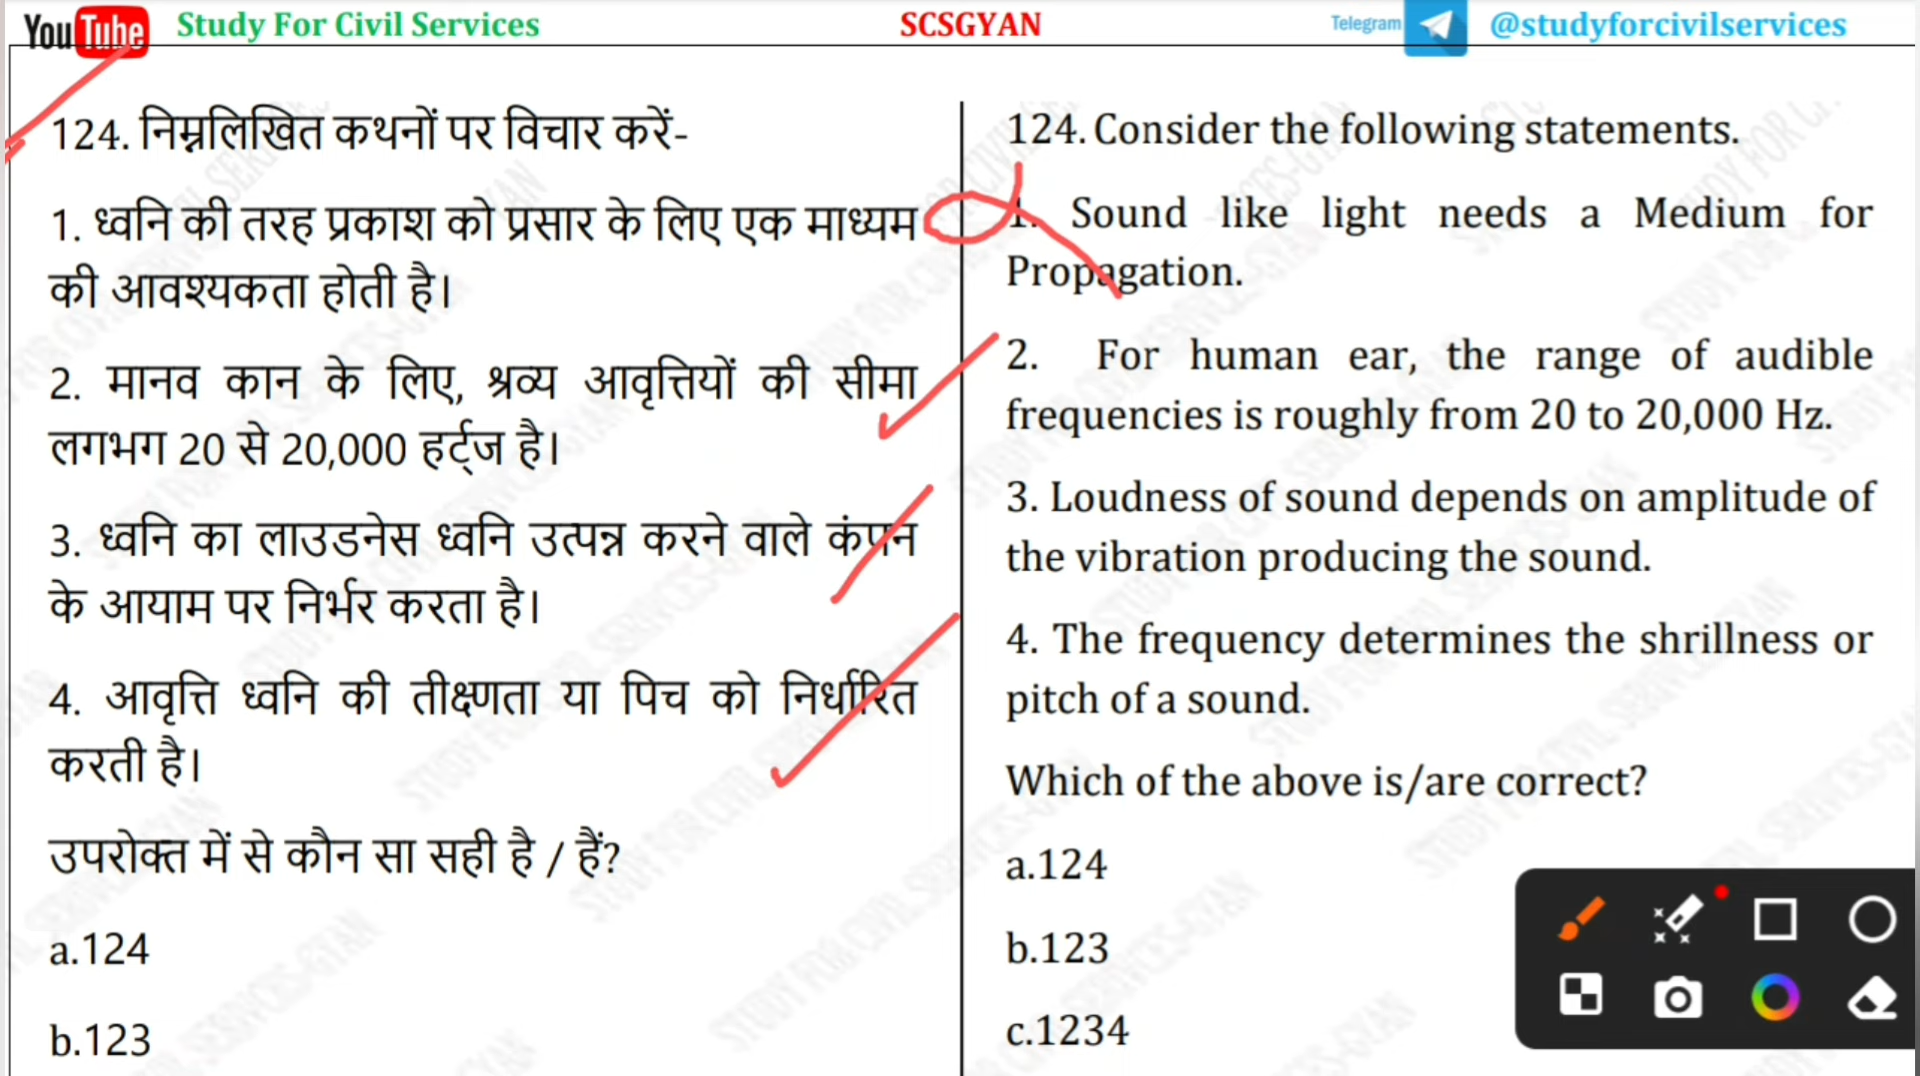 YouTube Study For Civil Services SCSGYAN Telegram @studyforcivilservices
124. निम्नलिखित कथनों पर विचार करें-
1. ध्वनि की तरह प्रकाश को प्रसार के लिए एक माध्यम
की आवश्यकता होती है।
2. मानव कान के लिए, श्रव्य आवृत्तियों की सीमा
लगभग 20 से 20,000 हर्ट्ज है।
3. ध्वनि का लाउडनेस ध्वनि उत्पन्न करने वाले कंपन
के आयाम पर निर्भर करता है।
4. आवृत्ति ध्वनि की तीक्ष्णता या पिच को निर्धारित
करती है।
उपरोक्त में से कौन सा सही है / हैं?
a.124
b.123
124. Consider the following statements.
1. Sound like light needs a Medium for
Propagation.
2. For human ear, the range of audible
frequencies is roughly from 20 to 20,000 Hz.
3. Loudness of sound depends on amplitude of
the vibration producing the sound.
4. The frequency determines the shrillness or
pitch of a sound.
Which of the above is/are correct?
a.124
b.123
c.1234